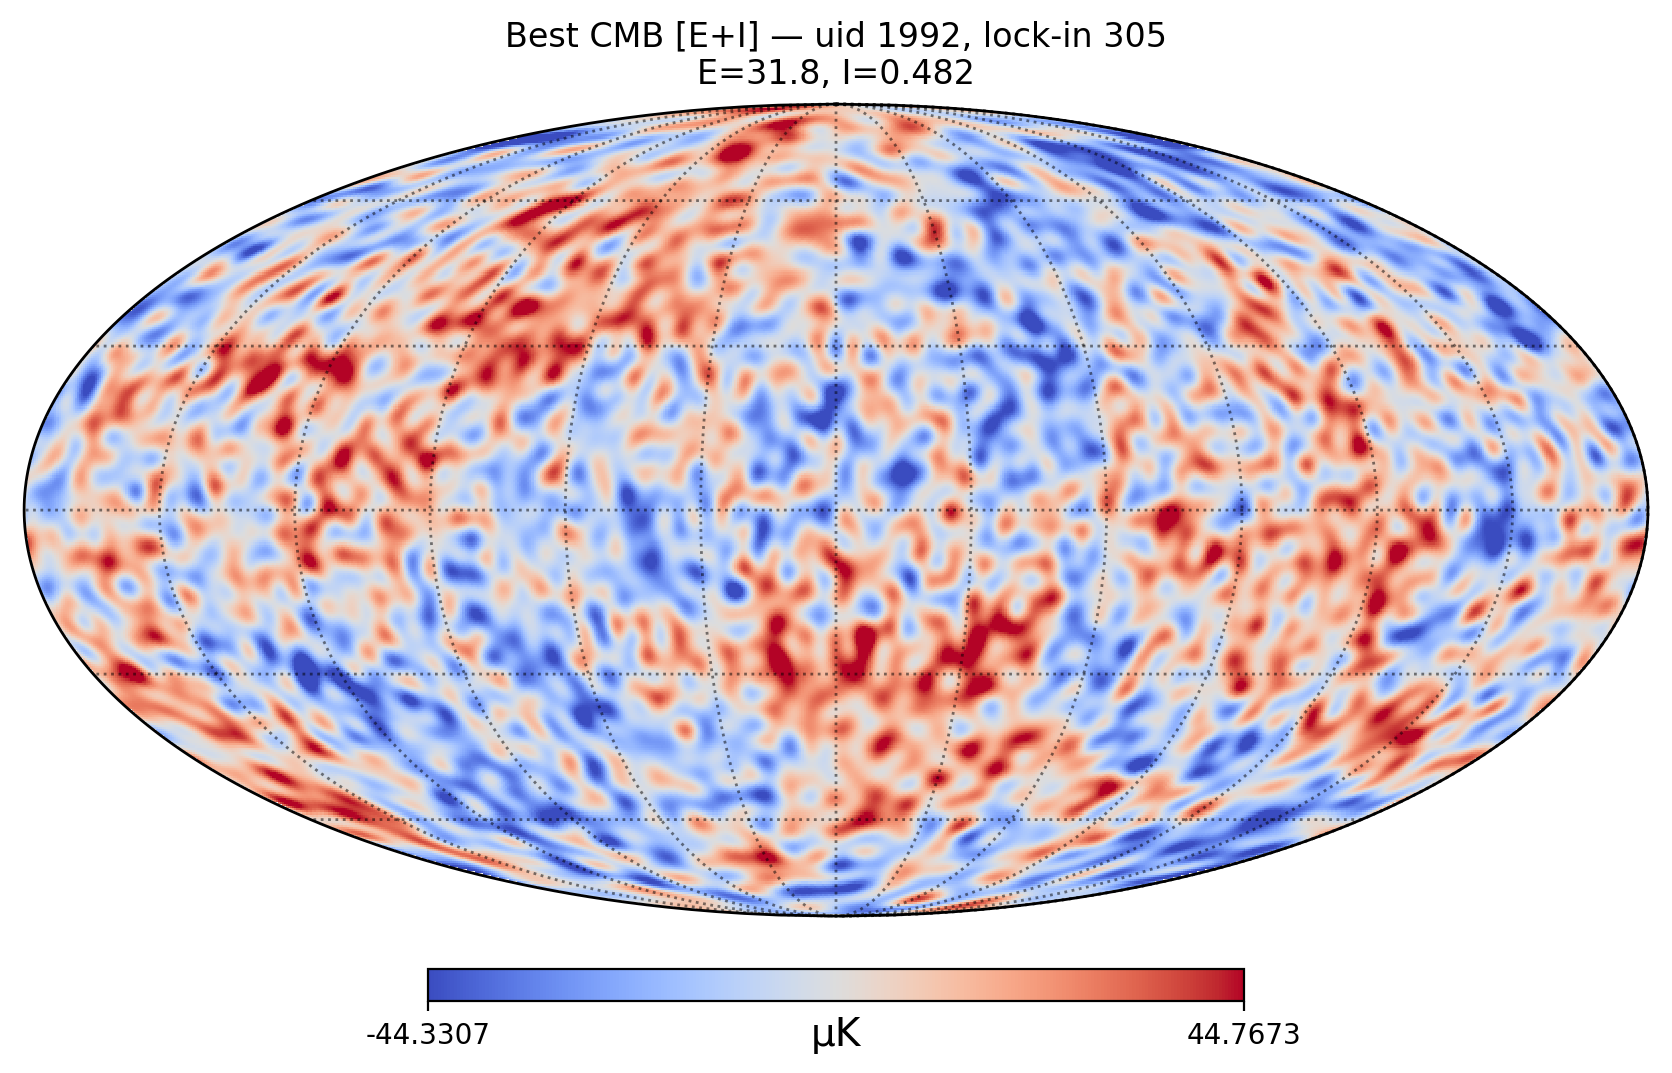 Best CMB [E+I] — uid 1992, lock-in 305
E=31.8, I=0.482
-44.3307
μK
44.7673